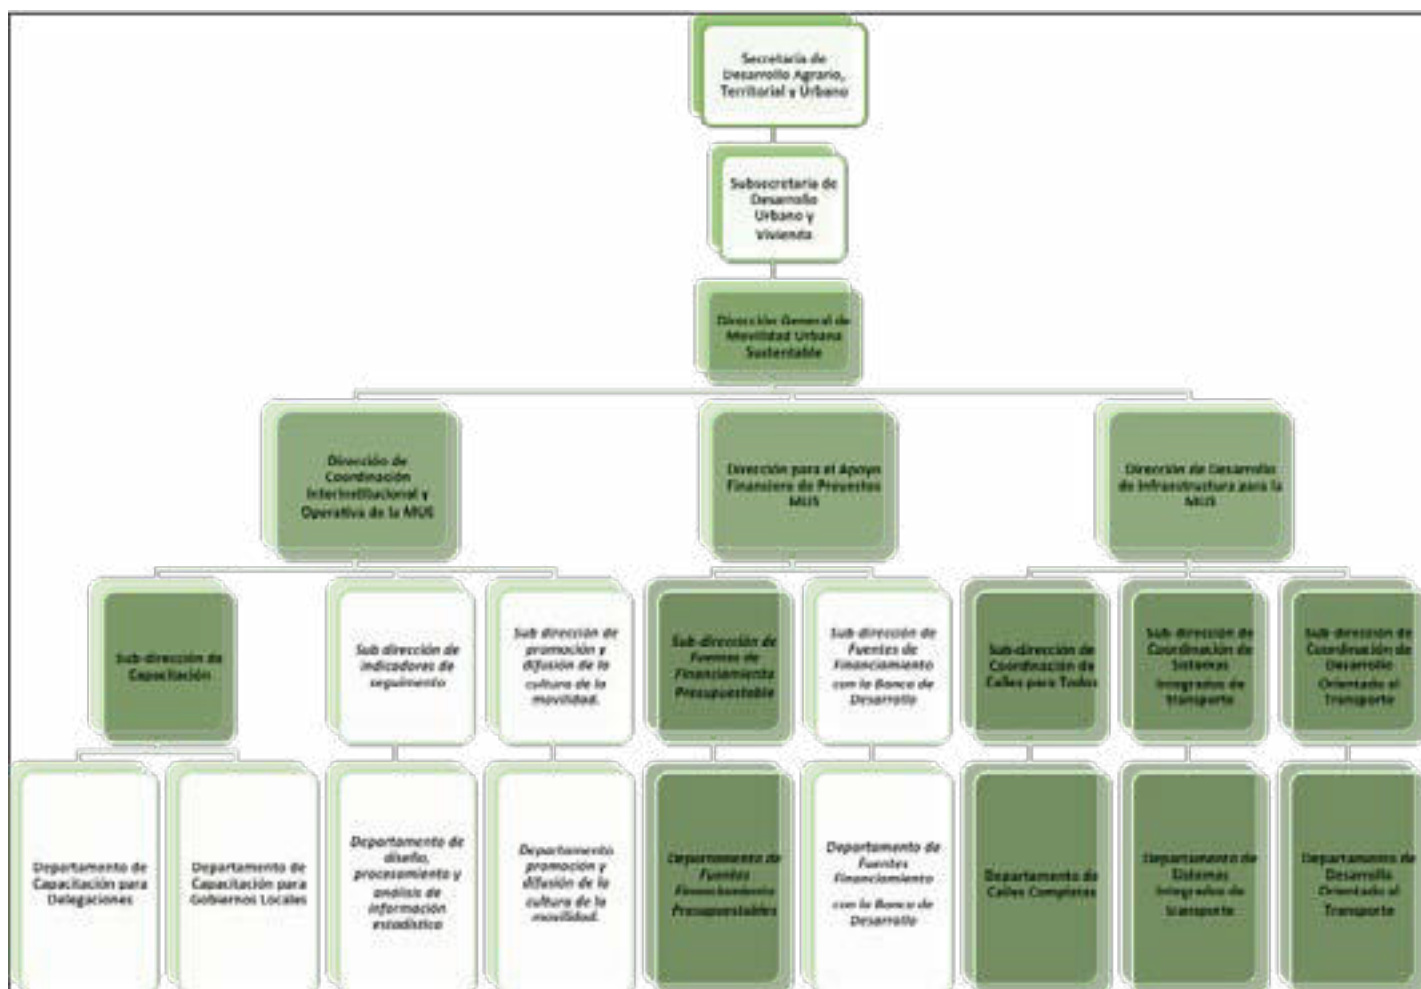 Secretaría de
Desarrollo Agrario,
Territorial y Urbano
Subsecretaría de
Desarrollo
Urbano y
Vivienda
Dirección General de
Movilidad Urbana
Sustentable
Dirección de
Coordinación
Interinstitucional y
Operativa de la MUS
Dirección para el Apoyo
Financiero de Proyectos
MUS
Dirección de Desarrollo
de Infraestructura para la
MUS
Sub-dirección de
Capacitación
Sub dirección de
indicadores de
seguimento
Sub dirección de
promoción y
difusión de la
cultura de la
movilidad.
Sub-dirección de
Fuentes de
Financiamiento
Presupuestable
Sub-dirección de
Fuentes de
Financiamiento
con la Banca de
Desarrollo
Sub-dirección de
Coordinación de
Calles para Todos
Sub-dirección de
Coordinación de
Sistemas
Integrados de
transporte
Sub-dirección de
Coordinación de
Desarrollo
Orientado al
Transporte
Departamento de
Capacitación para
Delegaciones
Departamento de
Capacitación para
Gobiernos Locales
Departamento de
diseño,
procesamiento y
análisis de
información
estadística
Departamento
promoción y
difusión de la
cultura de la
movilidad.
Departamento de
Fuentes
Financiamiento
Presupuestables
Departamento de
Fuentes
Financiamiento
con la Banca de
Desarrollo
Departamento de
Calles Completas
Departamento de
Sistemas
Integrados de
transporte
Departamento de
Desarrollo
Orientado al
Transporte